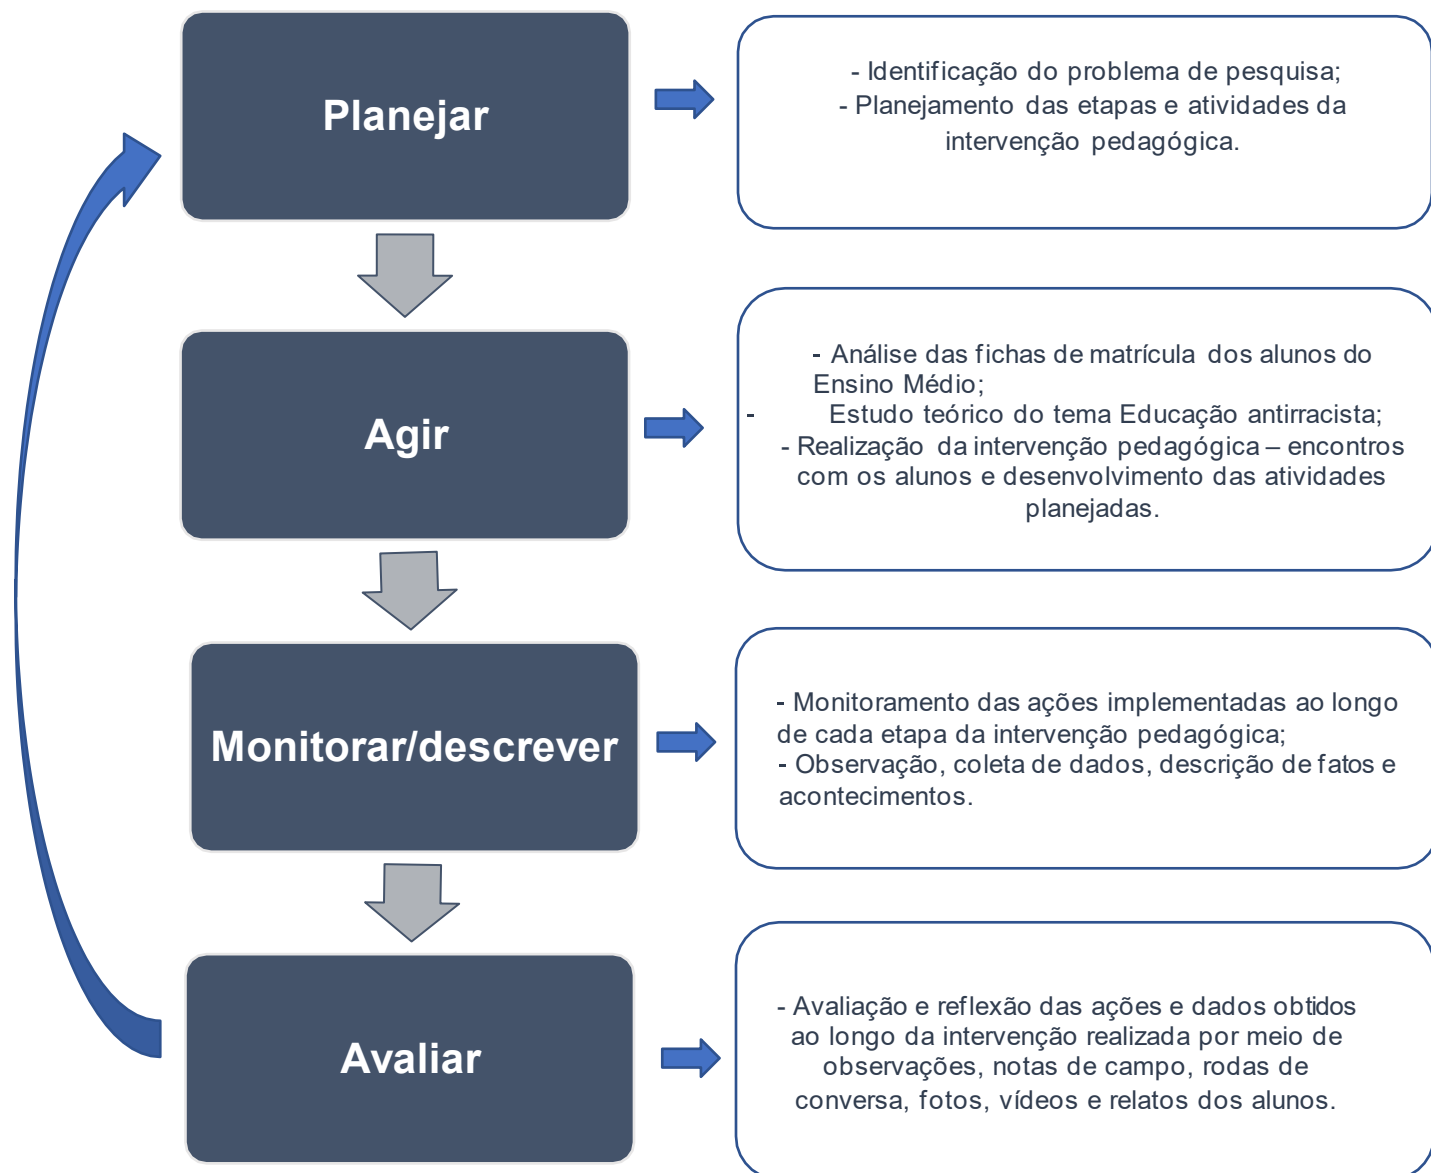 Planejar
- Identificação do problema de pesquisa;
- Planejamento das etapas e atividades da
intervenção pedagógica.
Agir
- Análise das fichas de matrícula dos alunos do
Ensino Médio;
- Estudo teórico do tema Educação antirracista;
- Realização da intervenção pedagógica – encontros
com os alunos e desenvolvimento das atividades
planejadas.
Monitorar/descrever
- Monitoramento das ações implementadas ao longo
de cada etapa da intervenção pedagógica;
- Observação, coleta de dados, descrição de fatos e
acontecimentos.
Avaliar
- Avaliação e reflexão das ações e dados obtidos
ao longo da intervenção realizada por meio de
observações, notas de campo, rodas de
conversa, fotos, vídeos e relatos dos alunos.